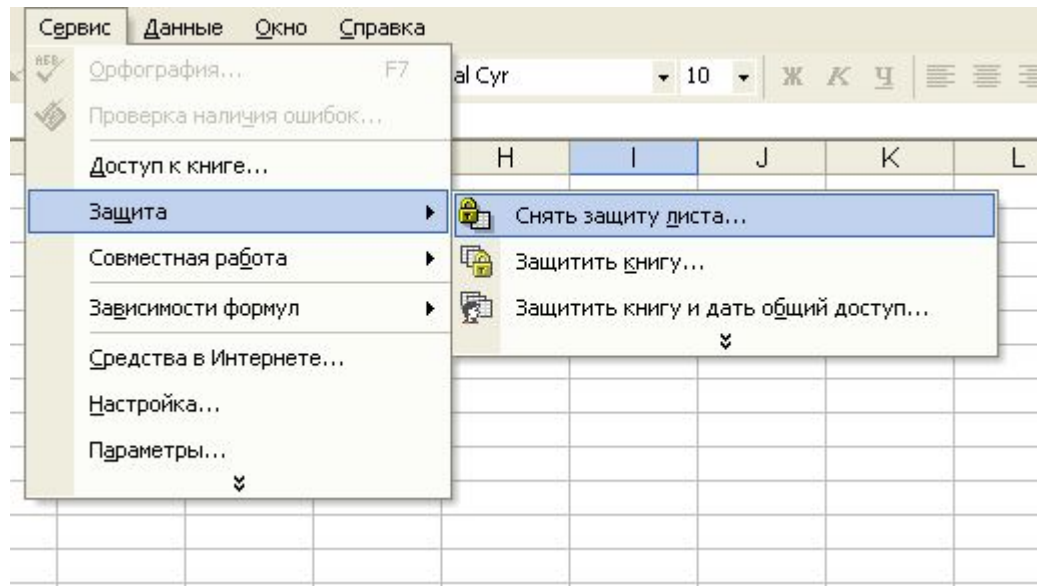 Сервис Данные Окно Справка
АБВ Орфография... F7
al Cyr 10 Ж К Ч
Проверка наличия ошибок...
Доступ к книге...
H I J K L
Защита
Снять защиту листа...
Совместная работа
Защитить книгу...
Зависимости формул
Защитить книгу и дать общий доступ...
Средства в Интернете...
Настройка...
Параметры...